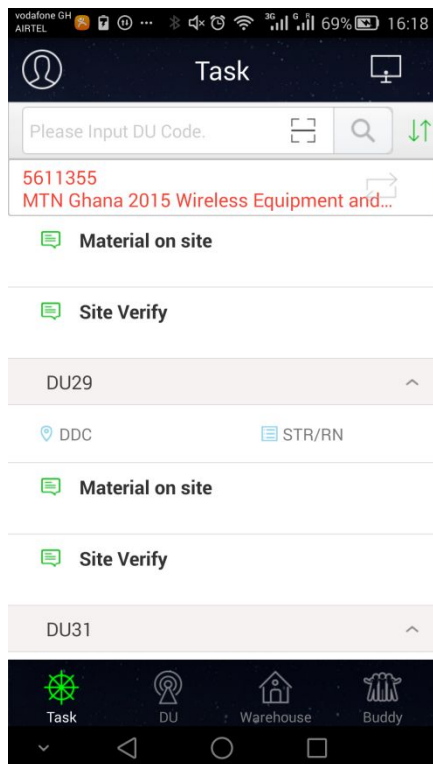 vodafone GH
AIRTEL
3G G R 69% 16:18
Task
Please Input DU Code.
5611355
MTN Ghana 2015 Wireless Equipment and...
Material on site
Site Verify
DU29
DDC STR/RN
Material on site
Site Verify
DU31
Task DU Warehouse Buddy